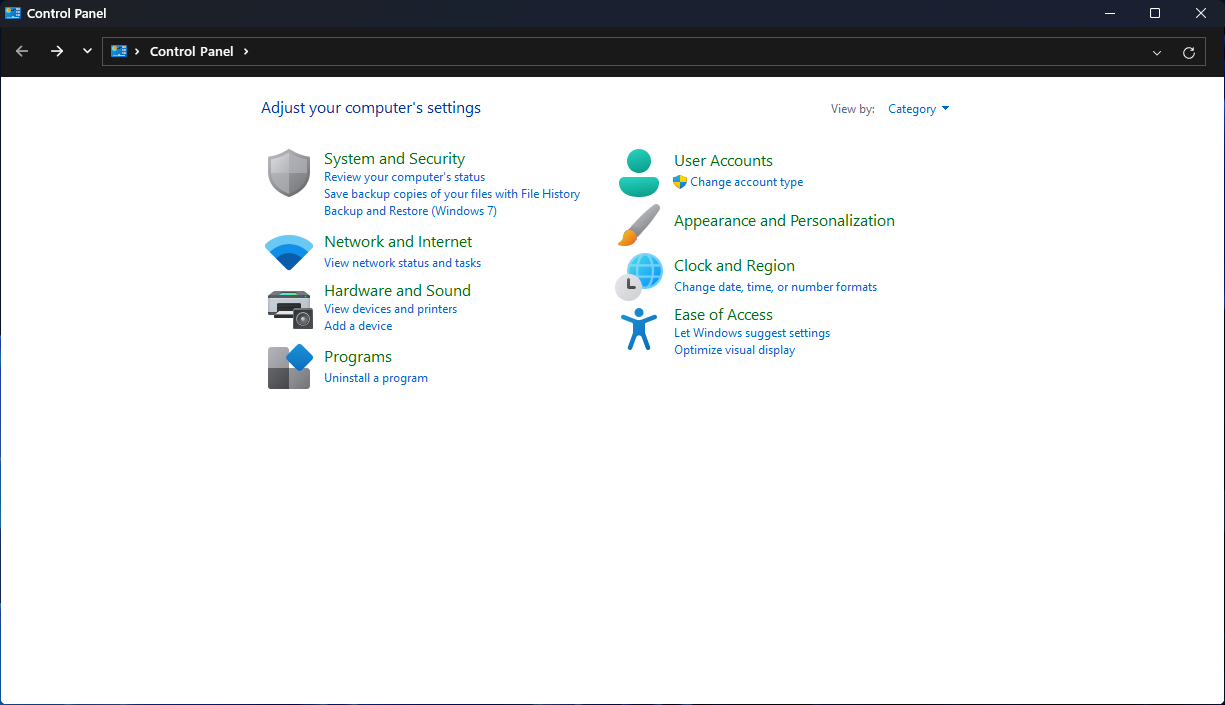 Control Panel
Control Panel
Adjust your computer's settings
View by: Category
System and Security
Review your computer's status
Save backup copies of your files with File History
Backup and Restore (Windows 7)
Network and Internet
View network status and tasks
Hardware and Sound
View devices and printers
Add a device
Programs
Uninstall a program
User Accounts
Change account type
Appearance and Personalization
Clock and Region
Change date, time, or number formats
Ease of Access
Let Windows suggest settings
Optimize visual display